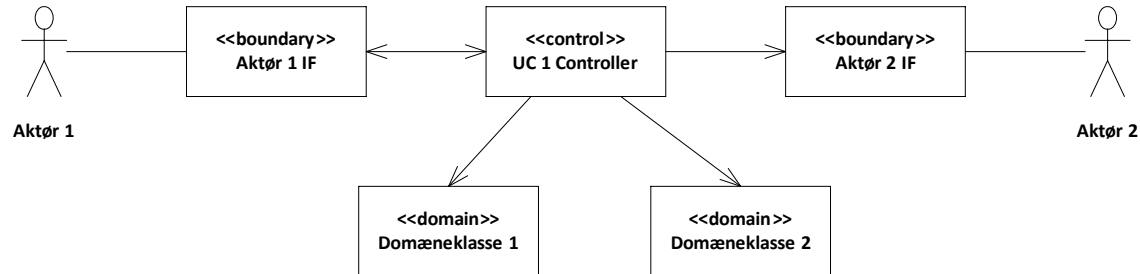 <<boundary>>
Aktør 1 IF
<<control>>
UC 1 Controller
<<boundary>>
Aktør 2 IF
Aktør 1
Aktør 2
<<domain>>
Domæneklasse 1
<<domain>>
Domæneklasse 2